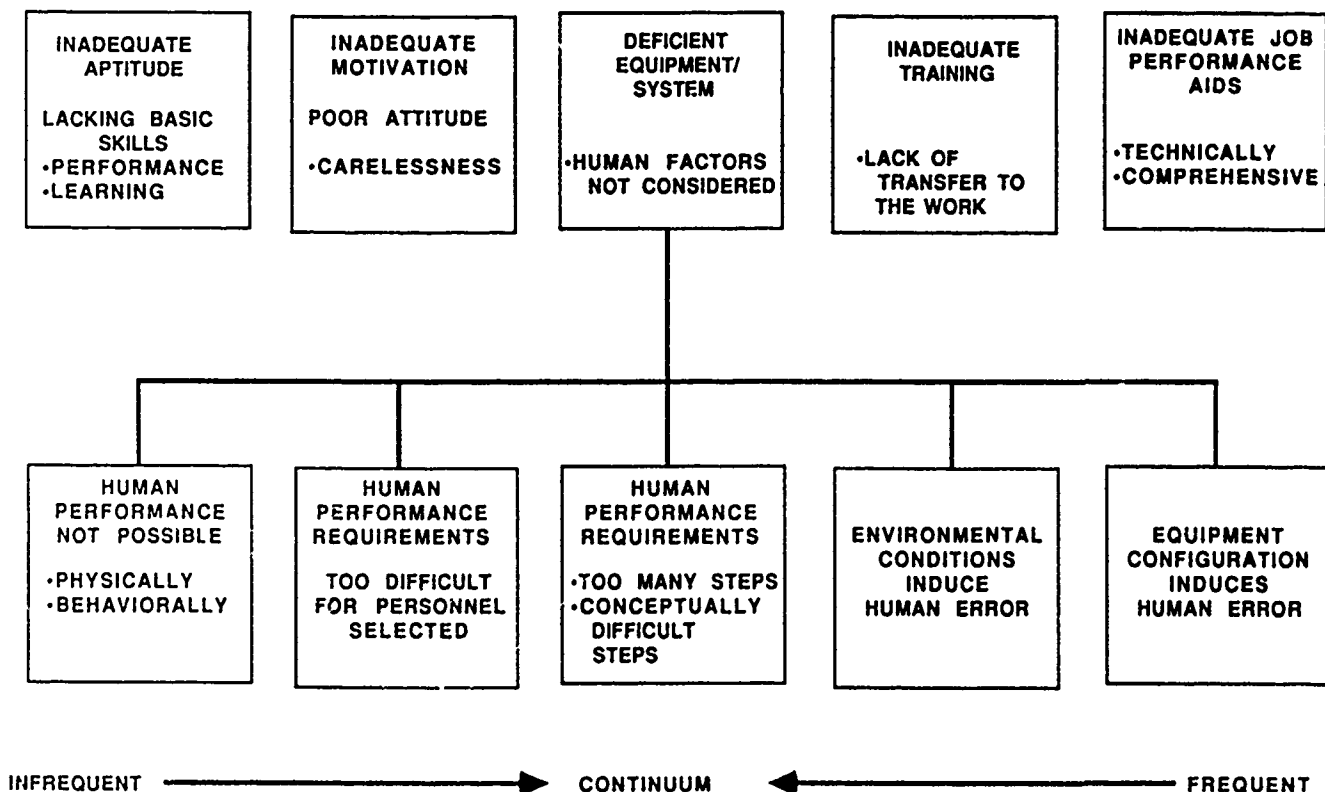 INADEQUATE
APTITUDE
LACKING BASIC
SKILLS
•PERFORMANCE
•LEARNING
INADEQUATE
MOTIVATION
POOR ATTITUDE
•CARELESSNESS
DEFICIENT
EQUIPMENT/
SYSTEM
•HUMAN FACTORS
NOT CONSIDERED
INADEQUATE
TRAINING
•LACK OF
TRANSFER TO
THE WORK
INADEQUATE JOB
PERFORMANCE
AIDS
•TECHNICALLY
•COMPREHENSIVE
HUMAN
PERFORMANCE
NOT POSSIBLE
•PHYSICALLY
•BEHAVIORALLY
HUMAN
PERFORMANCE
REQUIREMENTS
TOO DIFFICULT
FOR PERSONNEL
SELECTED
HUMAN
PERFORMANCE
REQUIREMENTS
•TOO MANY STEPS
•CONCEPTUALLY
DIFFICULT
STEPS
ENVIRONMENTAL
CONDITIONS
INDUCE
HUMAN ERROR
EQUIPMENT
CONFIGURATION
INDUCES
HUMAN ERROR
INFREQUENT CONTINUUM FREQUENT